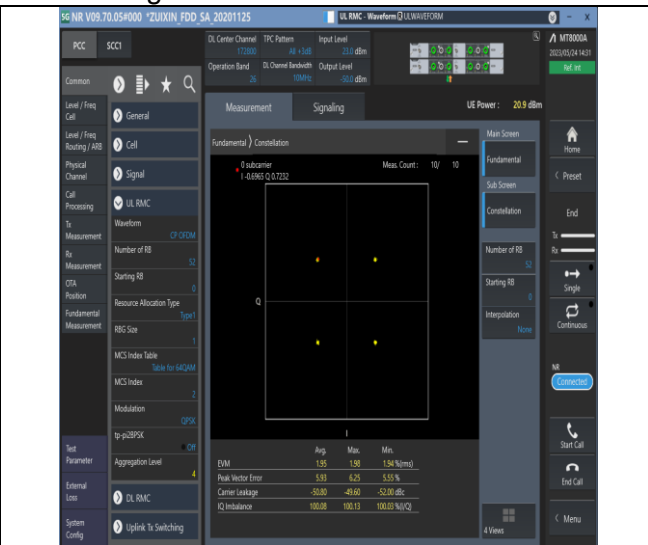 5G NR V09.70.05#000 *ZUIXIN_FDD_SA_20201125
UL RMC - Waveform ULWAVEFORM
PCC
SCC1
DL Center Channel
172800
TPC Pattern
All +3dB
Input Level
23.0 dBm
Operation Band
26
DL Channel Bandwidth
10MHz
Output Level
-50.0 dBm
MT8000A
2023/05/24 14:31
Ref. Int
Common
Level / Freq
Cell
Level / Freq
Routing / ARB
Physical
Channel
Call
Processing
Tx
Measurement
Rx
Measurement
OTA
Position
Fundamental
Measurement
Test
Parameter
External
Loss
System
Config
General
Cell
Signal
UL RMC
Waveform
CP OFDM
Number of RB
52
Starting RB
0
Resource Allocation Type
Type1
RBG Size
1
MCS Index Table
Table for 64QAM
MCS Index
2
Modulation
QPSK
tp-pi2BPSK
Off
Aggregation Level
4
DL RMC
Uplink Tx Switching
Measurement
Signaling
UE Power : 20.9 dBm
Fundamental 〉 Constellation
0 subcarrier
I -0.6965 Q 0.7232
Meas. Count : 10/ 10
Q
I
Avg. Max. Min.
EVM 1.95 1.98 1.94 %(rms)
Peak Vector Error 5.93 6.25 5.55 %
Carrier Leakage -50.80 -49.60 -52.00 dBc
IQ Imbalance 100.08 100.13 100.03 %(I/Q)
Main Screen
Fundamental
Sub Screen
Constellation
Number of RB
52
Starting RB
0
Interpolation
None
4 Views
Home
Preset
End
Tx
Rx
Single
Continuous
NR
Connected
Start Call
End Call
Menu